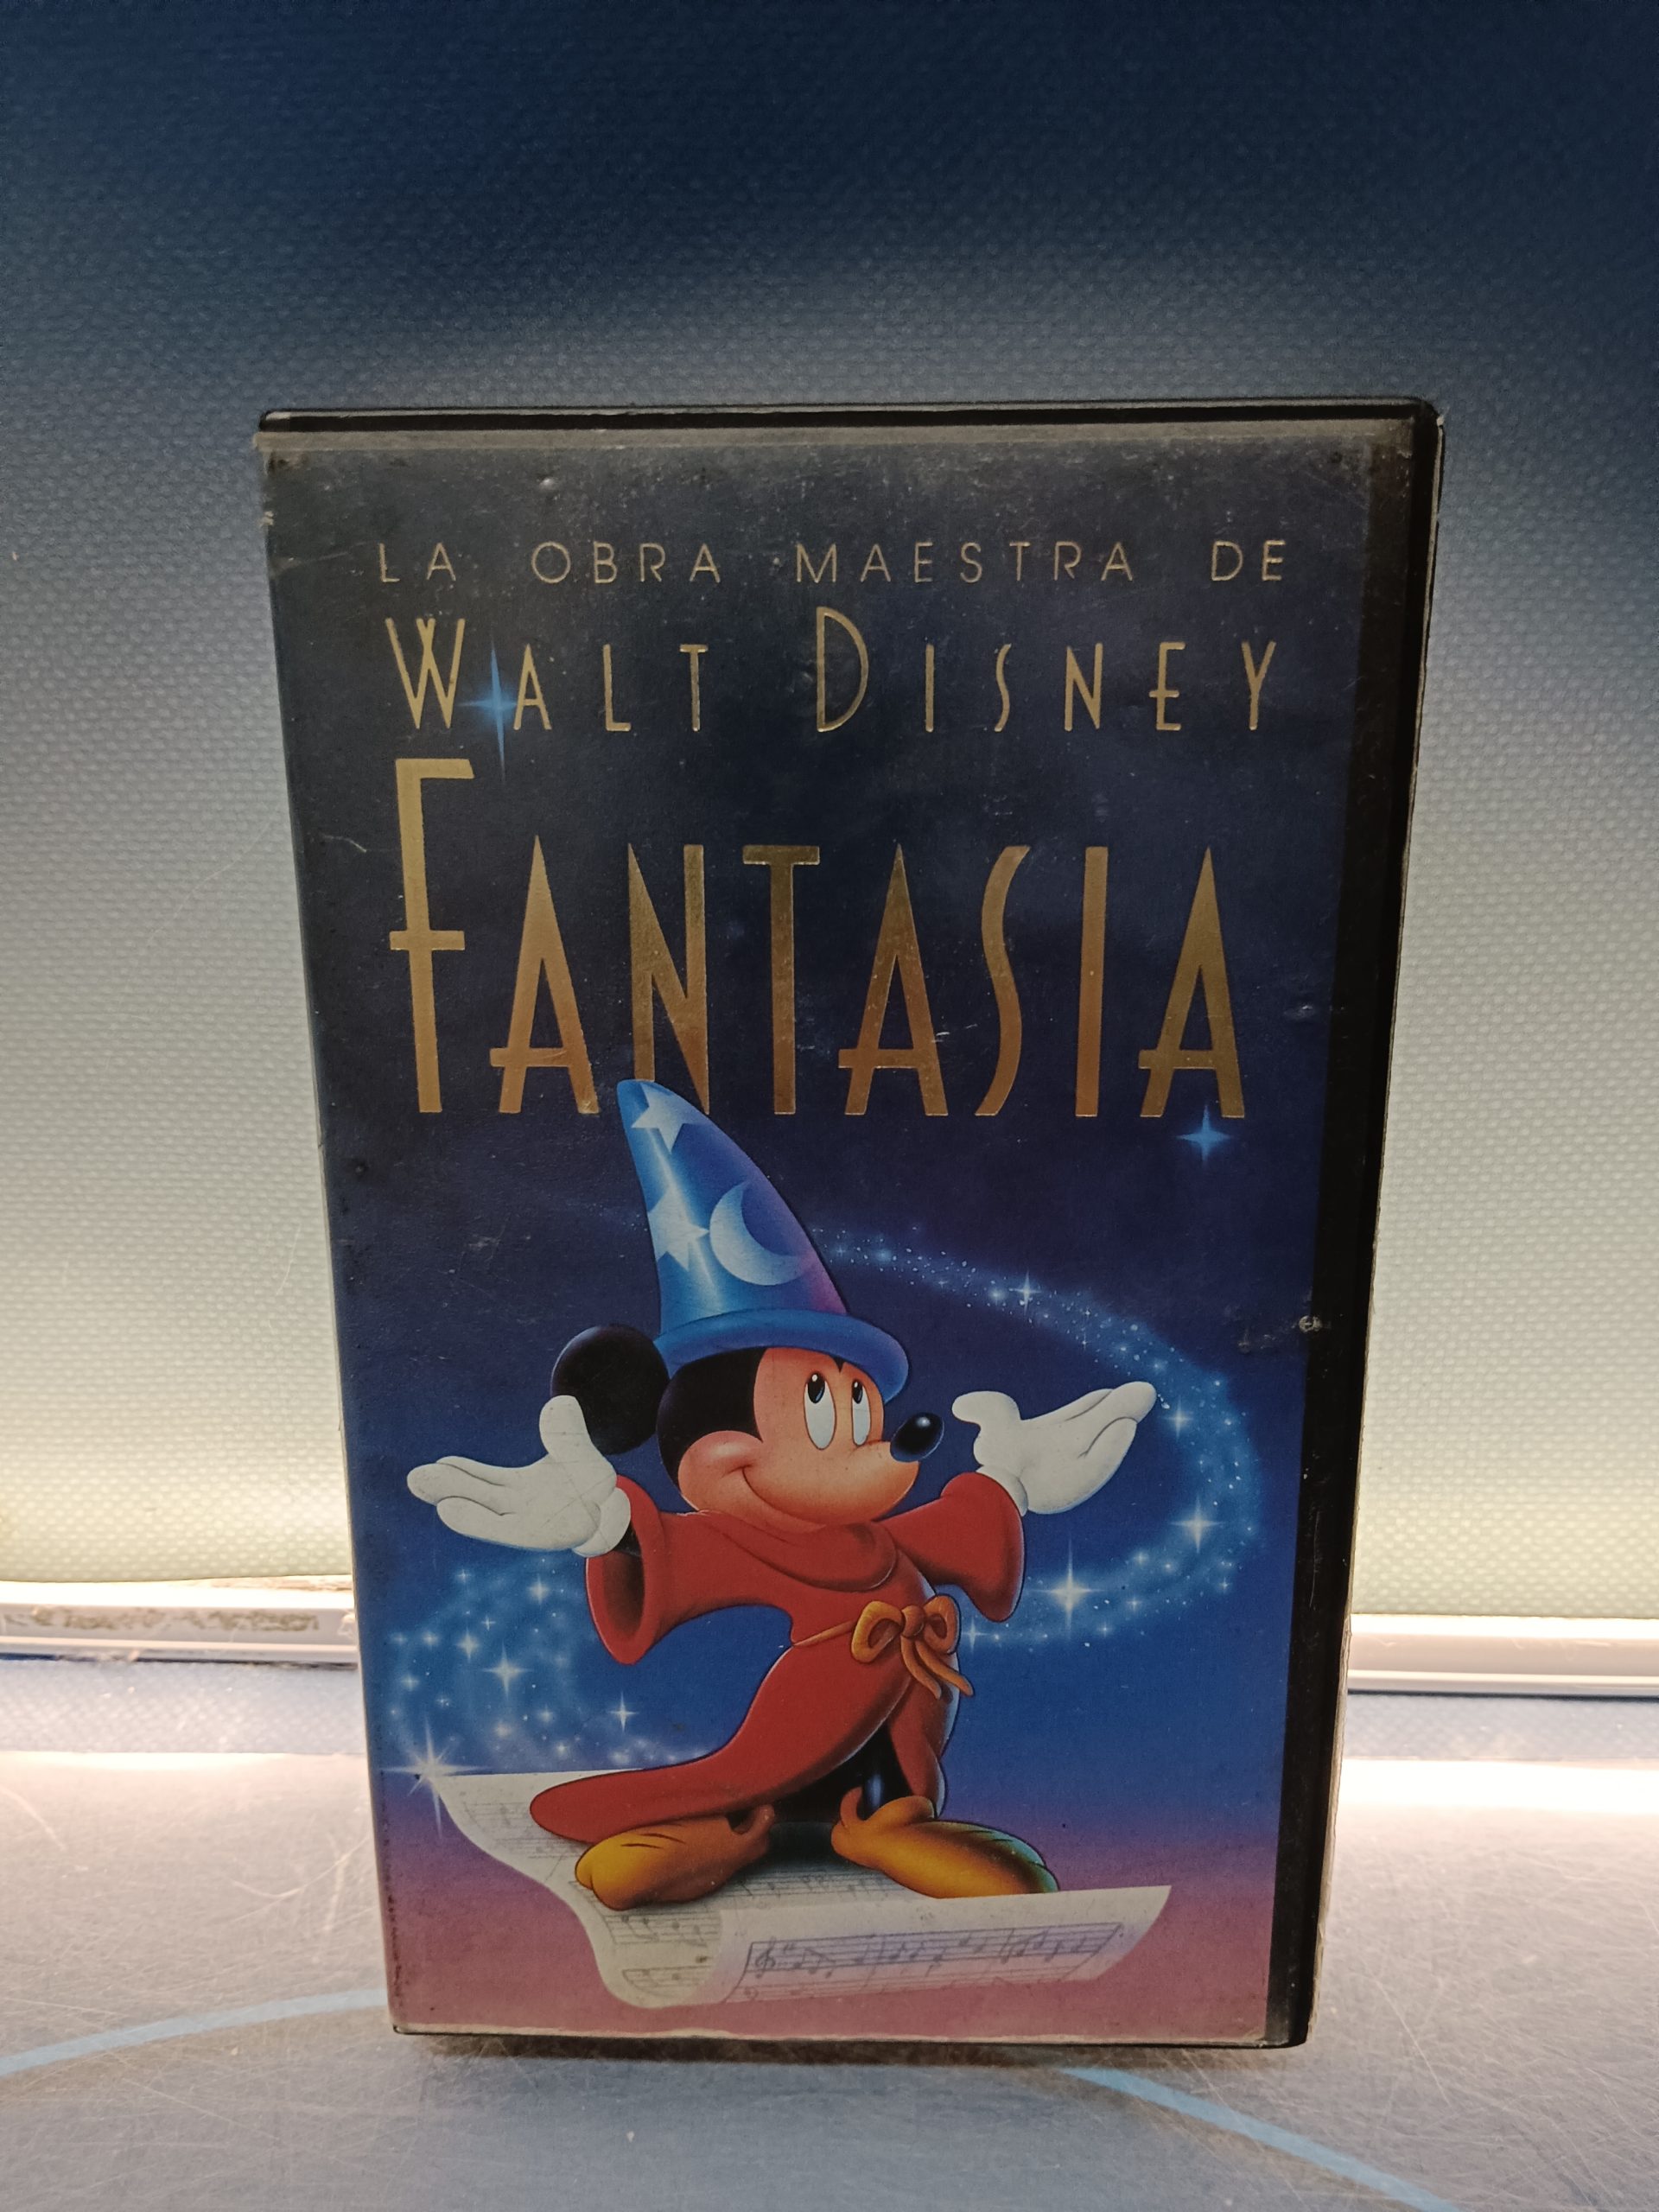 LA OBRA MAESTRA DE
WALT DISNEY
FANTASIA